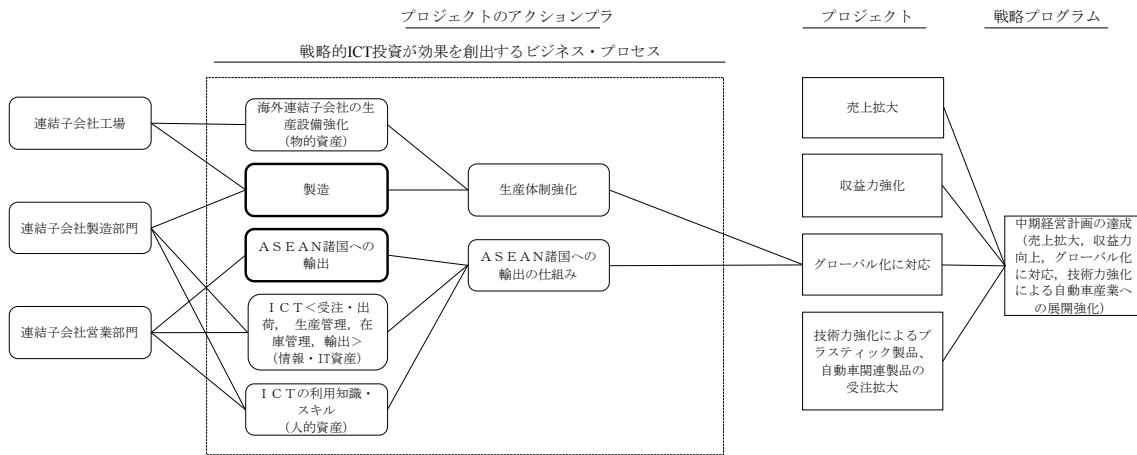 プロジェクトのアクションプラ
プロジェクト
戦略プログラム
戦略的ICT投資が効果を創出するビジネス・プロセス
連結子会社工場
連結子会社製造部門
連結子会社営業部門
海外連結子会社の生
産設備強化
(物的資産)
製造
ASEAN諸国への
輸出
ICT<受注・出
荷, 生産管理, 在
庫管理, 輸出>
(情報・IT資産)
ICTの利用知識・
スキル
(人的資産)
生産体制強化
ASEAN諸国へ
の輸出の仕組み
売上拡大
収益力強化
グローバル化に対応
技術力強化によるプ
ラスティック製品、
自動車関連製品の
受注拡大
中期経営計画の達成
(売上拡大, 収益力
向上, グローバル化
に対応, 技術力強化
による自動車産業へ
の展開強化)